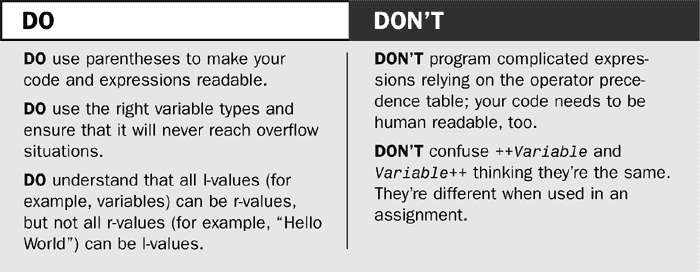 DO
DO use parentheses to make your
code and expressions readable.
DO use the right variable types and
ensure that it will never reach overflow
situations.
DO understand that all l-values (for
example, variables) can be r-values,
but not all r-values (for example, “Hello
World”) can be l-values.
DON’T
DON’T program complicated expres-
sions relying on the operator prece-
dence table; your code needs to be
human readable, too.
DON’T confuse ++Variable and
Variable++ thinking they’re the same.
They’re different when used in an
assignment.